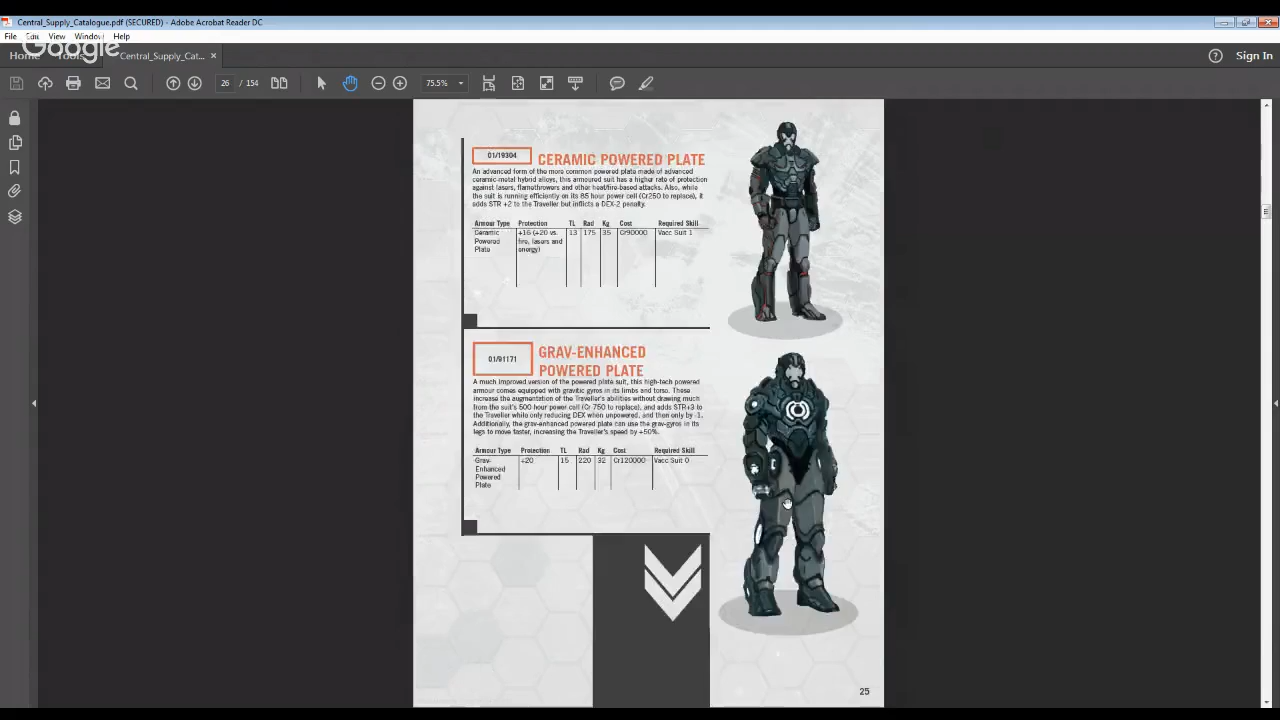 Central_Supply_Catalogue.pdf (SECURED) - Adobe Acrobat Reader DC
File Edit View Window Help
Google
Home Tools Central_Supply_Cat... × Sign In
26 / 154 75.5%
01/19304 CERAMIC POWERED PLATE
An advanced form of the more common powered plate made of advanced
ceramic-metal hybrid alloys, this armoured suit has a higher rate of protection
against lasers, flamethrowers and other heat/fire-based attacks. Also, while
the suit is running efficiently on its 85 hour power cell (Cr250 to replace), it
adds STR +2 to the Traveller but inflicts a DEX-2 penalty.
Armour Type Protection TL Rad Kg Cost Required Skill
Ceramic +16 (+20 vs. 13 175 35 Cr90000 Vacc Suit 1
Powered fire, lasers and
Plate energy)
01/91171 GRAV-ENHANCED
POWERED PLATE
A much improved version of the powered plate suit, this high-tech powered
armour comes equipped with gravitic gyros in its limbs and torso. These
increase the augmentation of the Traveller's abilities without drawing much
from the suit's 500 hour power cell (Cr 750 to replace), and adds STR+3 to
the Traveller while only reducing DEX when unpowered, and then only by -1.
Additionally, the grav-enhanced powered plate can use the grav-gyros in its
legs to move faster, increasing the Traveller's speed by +50%.
Armour Type Protection TL Rad Kg Cost Required Skill
Grav- +20 15 220 32 Cr120000 Vacc Suit 0
Enhanced
Powered
Plate
25